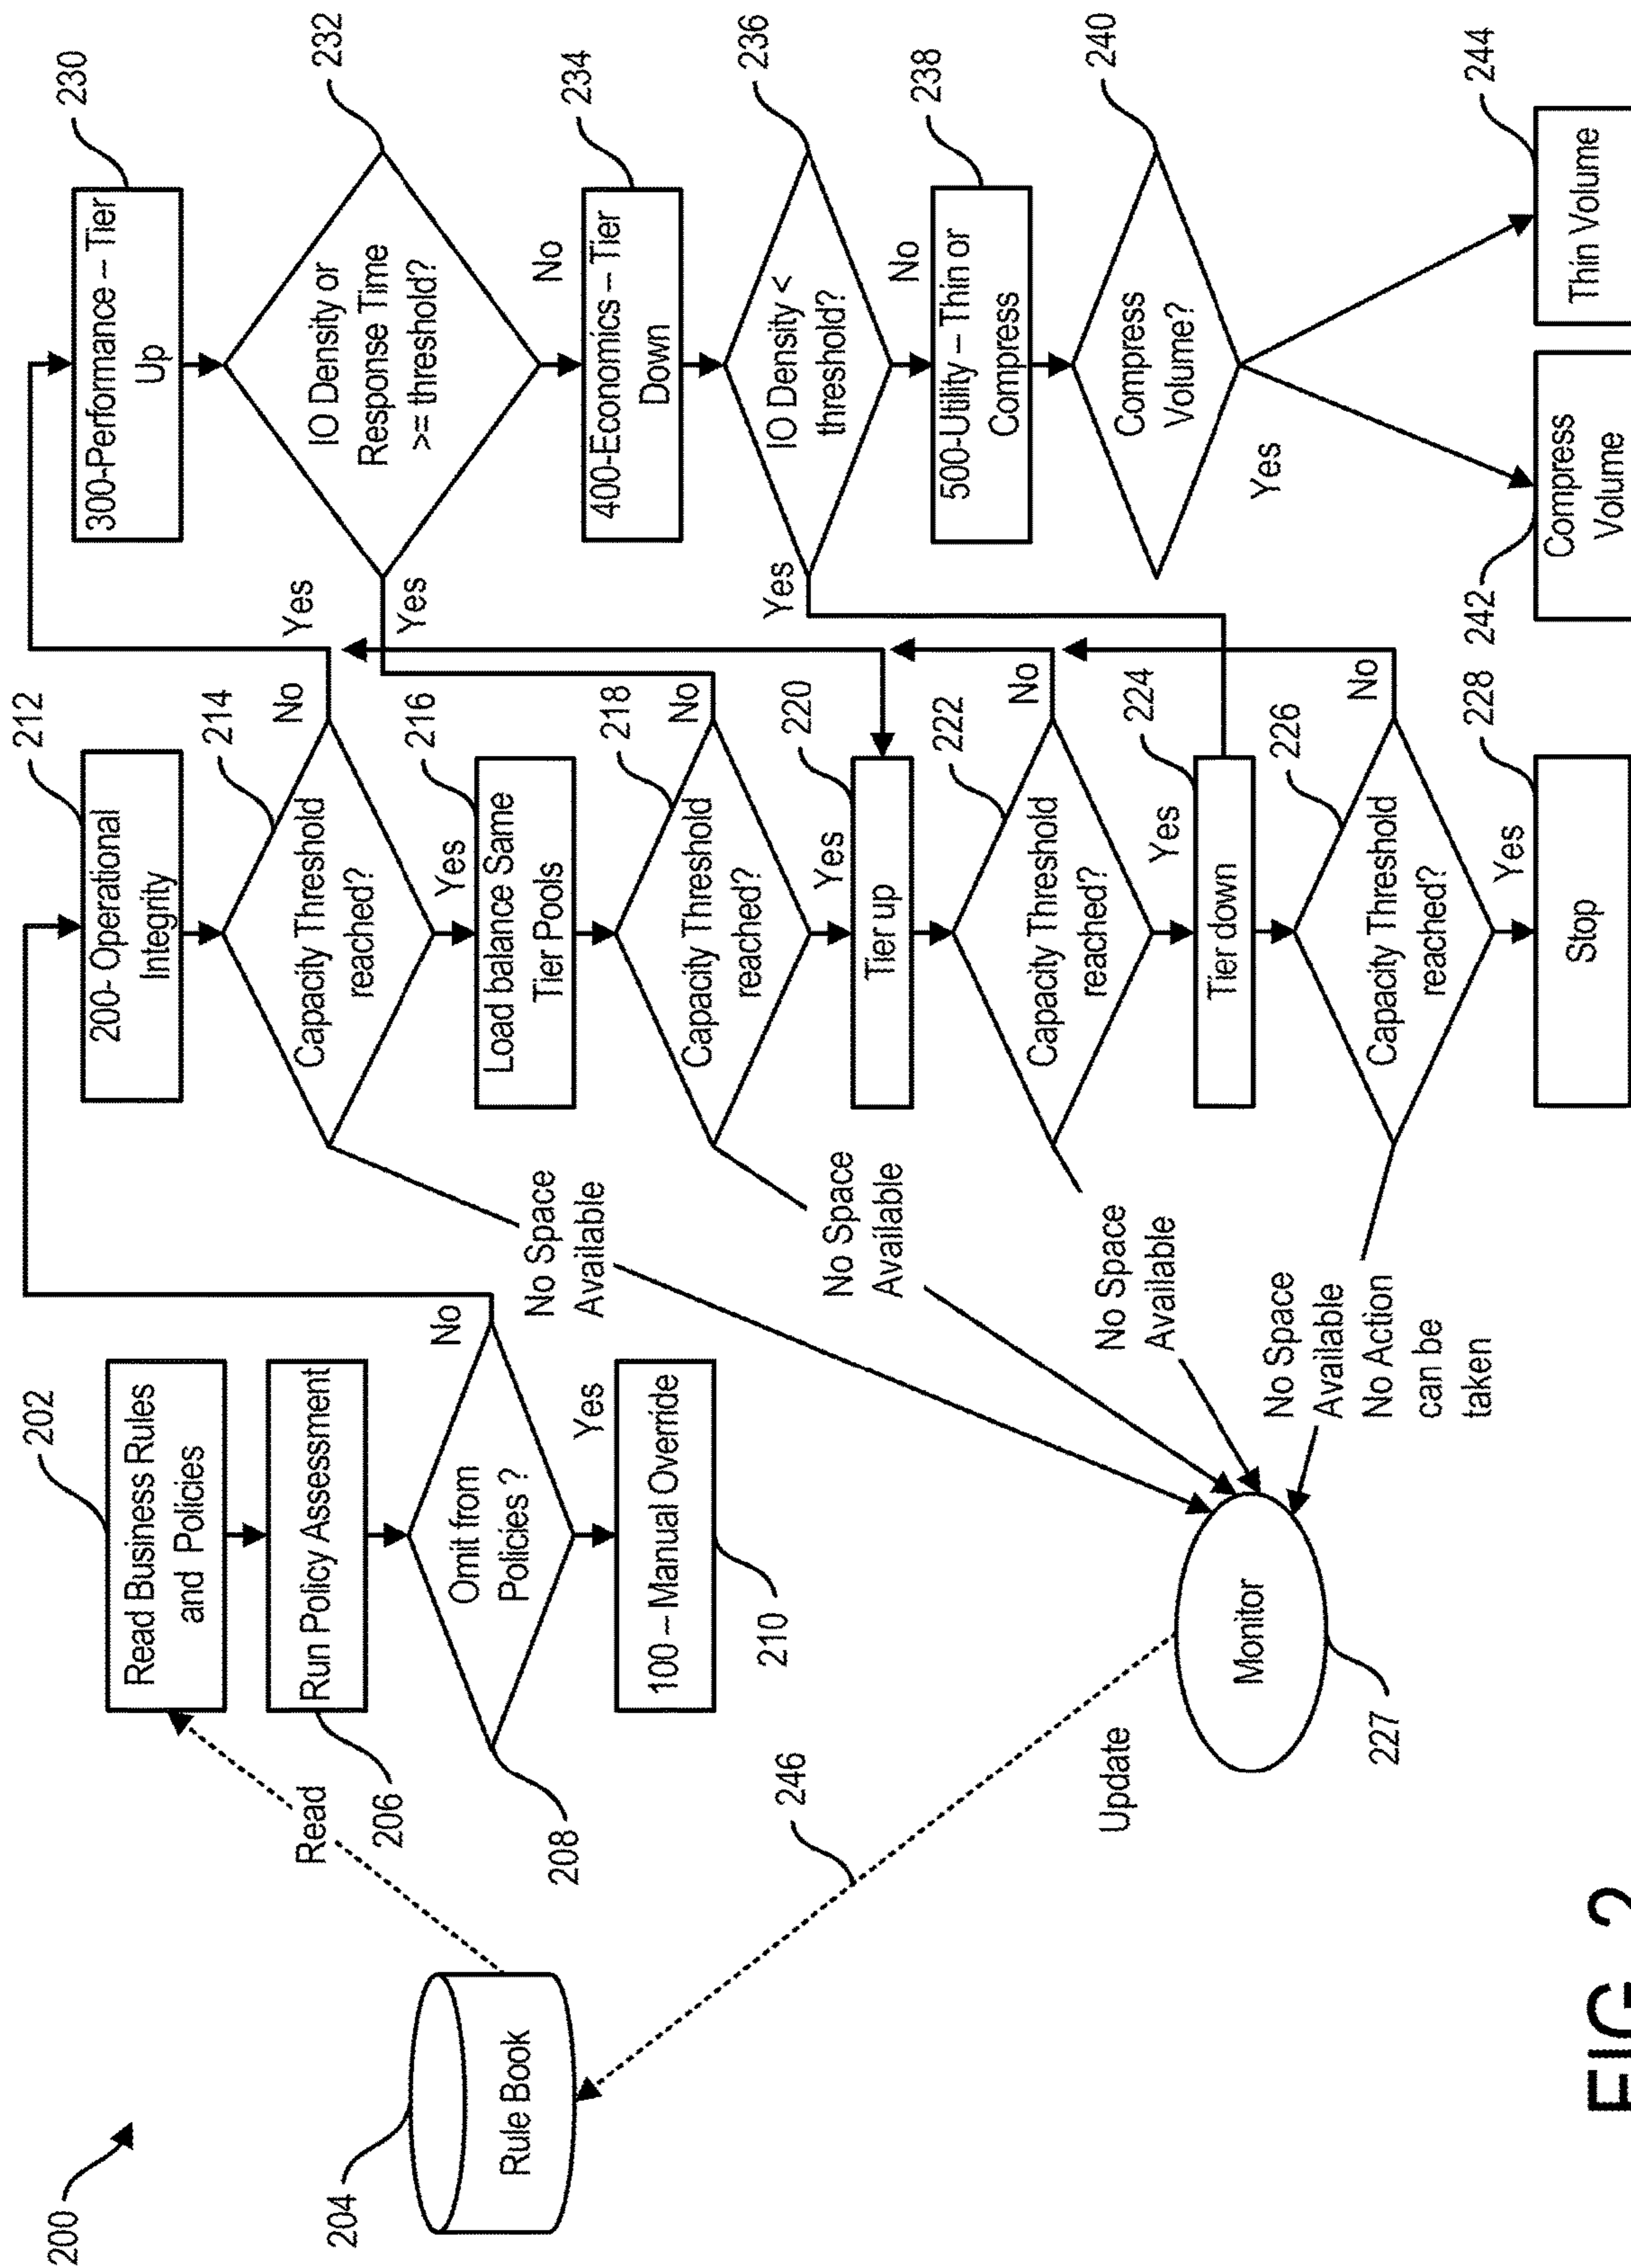 200
204
Rule Book
Read
202
Read Business Rules
and Policies
206
Run Policy Assessment
208
Omit from
Policies ?
No
Yes
100 – Manual Override
210
246
Update
Monitor
227
212
200- Operational
Integrity
214
Capacity Threshold
reached?
No
Yes
No Space
Available
216
Load balance Same
Tier Pools
218
Capacity Threshold
reached?
No
Yes
No Space
Available
220
Tier up
222
Capacity Threshold
reached?
No
Yes
No Space
Available
224
Tier down
226
Capacity Threshold
reached?
No
Yes
No Space
Available
No Action
can be
taken
228
Stop
230
300-Performance – Tier
Up
232
IO Density or
Response Time
>= threshold?
Yes
Yes
No
234
400-Economics – Tier
Down
236
IO Density <
threshold?
Yes
No
238
500-Utility – Thin or
Compress
240
Compress
Volume?
Yes
242
Compress
Volume
244
Thin Volume
FIG. 2